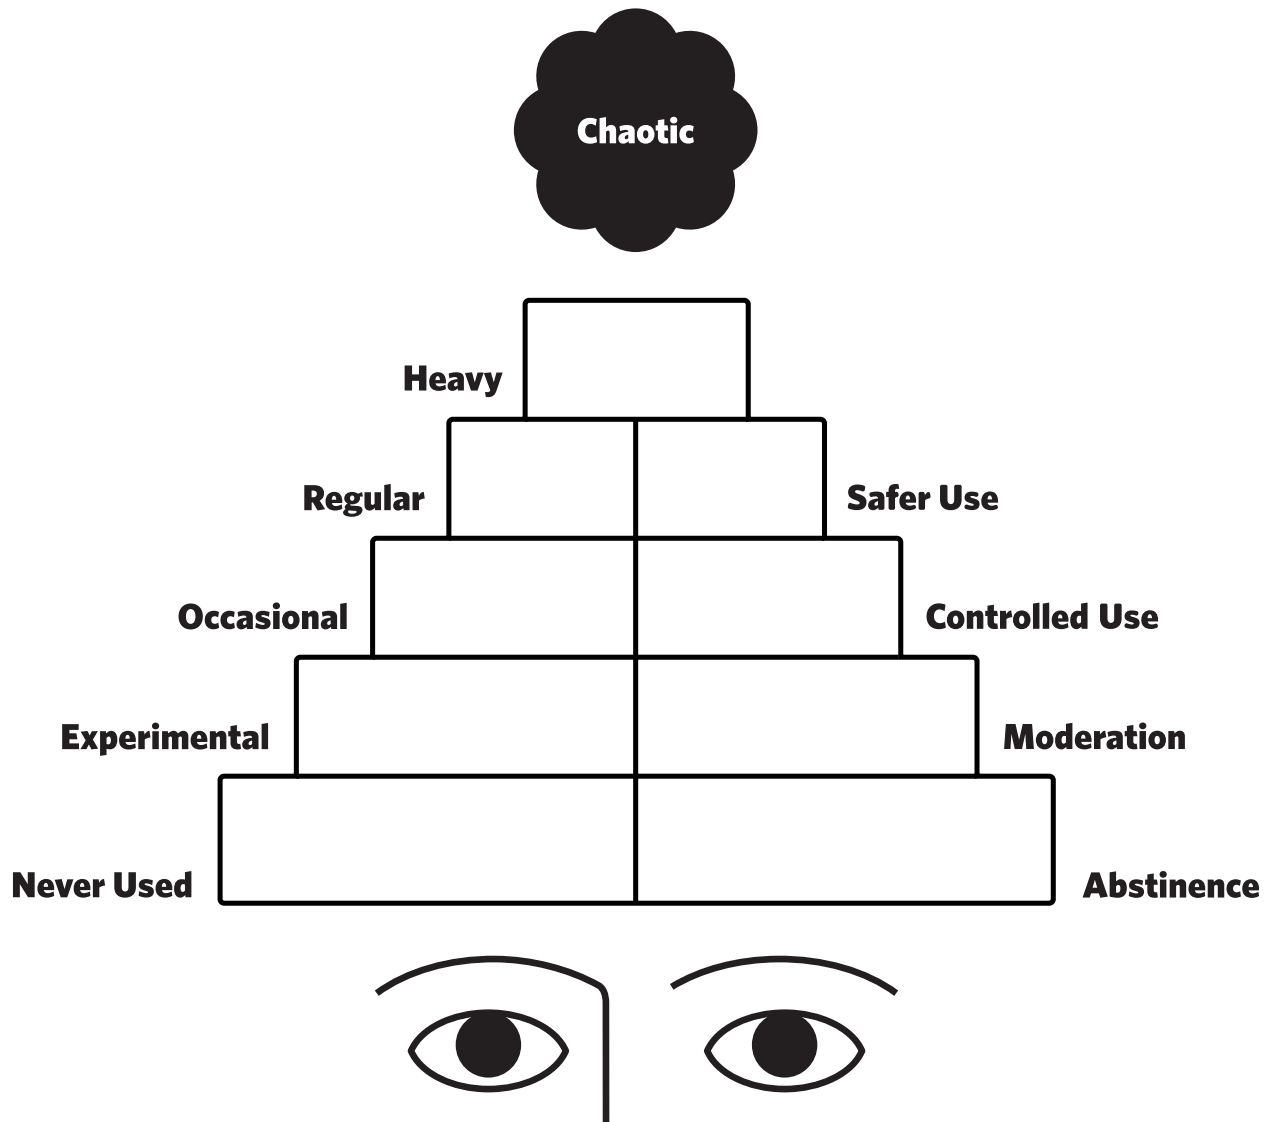 Chaotic
Heavy
Regular
Safer Use
Occasional
Controlled Use
Experimental
Moderation
Never Used
Abstinence